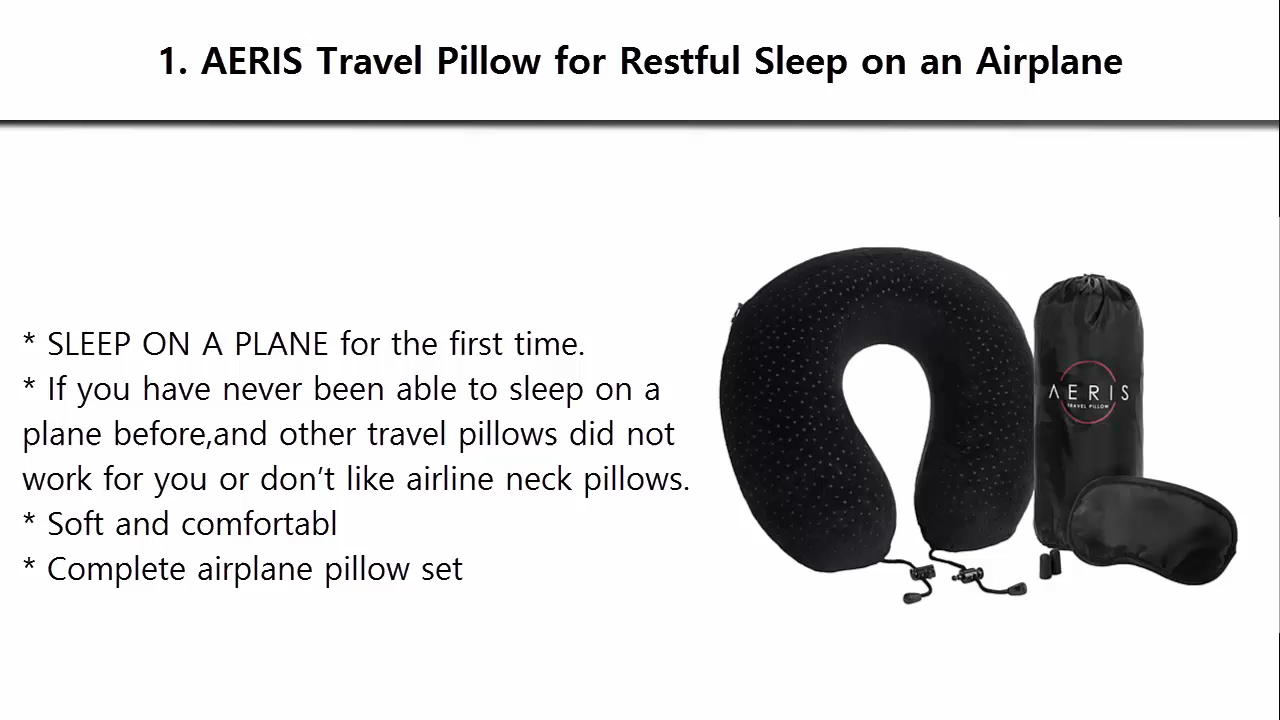 1. AERIS Travel Pillow for Restful Sleep on an Airplane
* SLEEP ON A PLANE for the first time.
* If you have never been able to sleep on a
plane before,and other travel pillows did not
work for you or don’t like airline neck pillows.
* Soft and comfortabl
* Complete airplane pillow set
AERIS
TRAVEL PILLOW